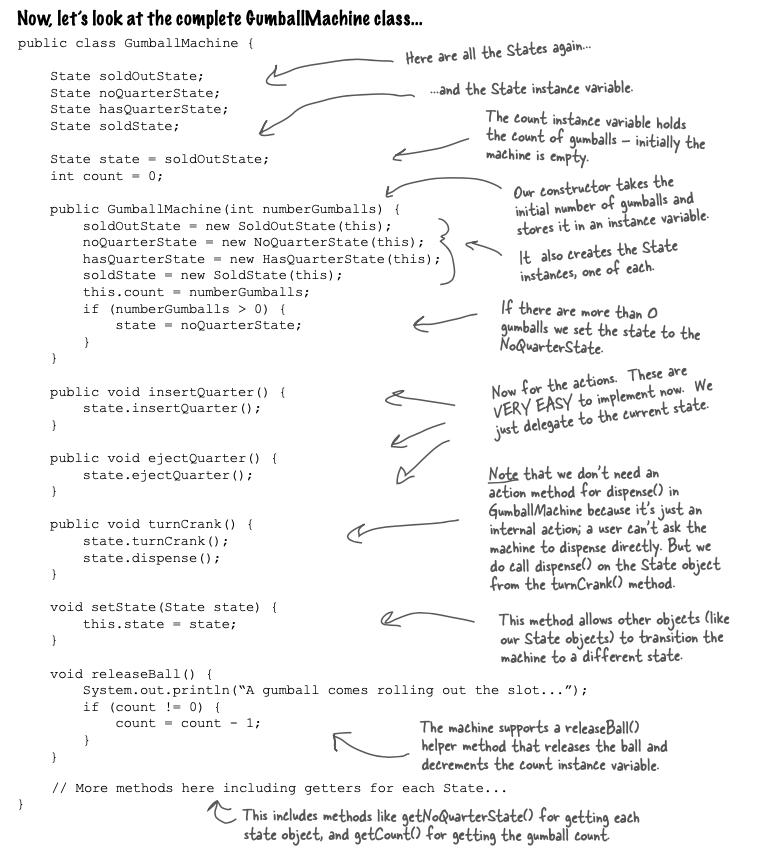 Now, let's look at the complete GumballMachine class...
public class GumballMachine {
Here are all the States again...
State soldOutState;
State noQuarterState;
State hasQuarterState;
State soldState;
...and the State instance variable.
State state = soldOutState;
int count = 0;
The count instance variable holds
the count of gumballs – initially the
machine is empty.
public GumballMachine(int numberGumballs) {
soldOutState = new SoldOutState(this);
noQuarterState = new NoQuarterState(this);
hasQuarterState = new HasQuarterState(this);
soldState = new SoldState(this);
this.count = numberGumballs;
if (numberGumballs > 0) {
state = noQuarterState;
}
}
Our constructor takes the
initial number of gumballs and
stores it in an instance variable.
It also creates the State
instances, one of each.
If there are more than 0
gumballs we set the state to the
NoQuarterState.
public void insertQuarter() {
state.insertQuarter();
}
Now for the actions. These are
VERY EASY to implement now. We
just delegate to the current state.
public void ejectQuarter() {
state.ejectQuarter();
}
public void turnCrank() {
state.turnCrank();
state.dispense();
}
Note that we don't need an
action method for dispense() in
GumballMachine because it's just an
internal action; a user can't ask the
machine to dispense directly. But we
do call dispense() on the State object
from the turnCrank() method.
void setState(State state) {
this.state = state;
}
This method allows other objects (like
our State objects) to transition the
machine to a different state.
void releaseBall() {
System.out.println(“A gumball comes rolling out the slot...”);
if (count != 0) {
count = count - 1;
}
}
The machine supports a releaseBall()
helper method that releases the ball and
decrements the count instance variable.
// More methods here including getters for each State...
}
This includes methods like getNoQuarterState() for getting each
state object, and getCount() for getting the gumball count